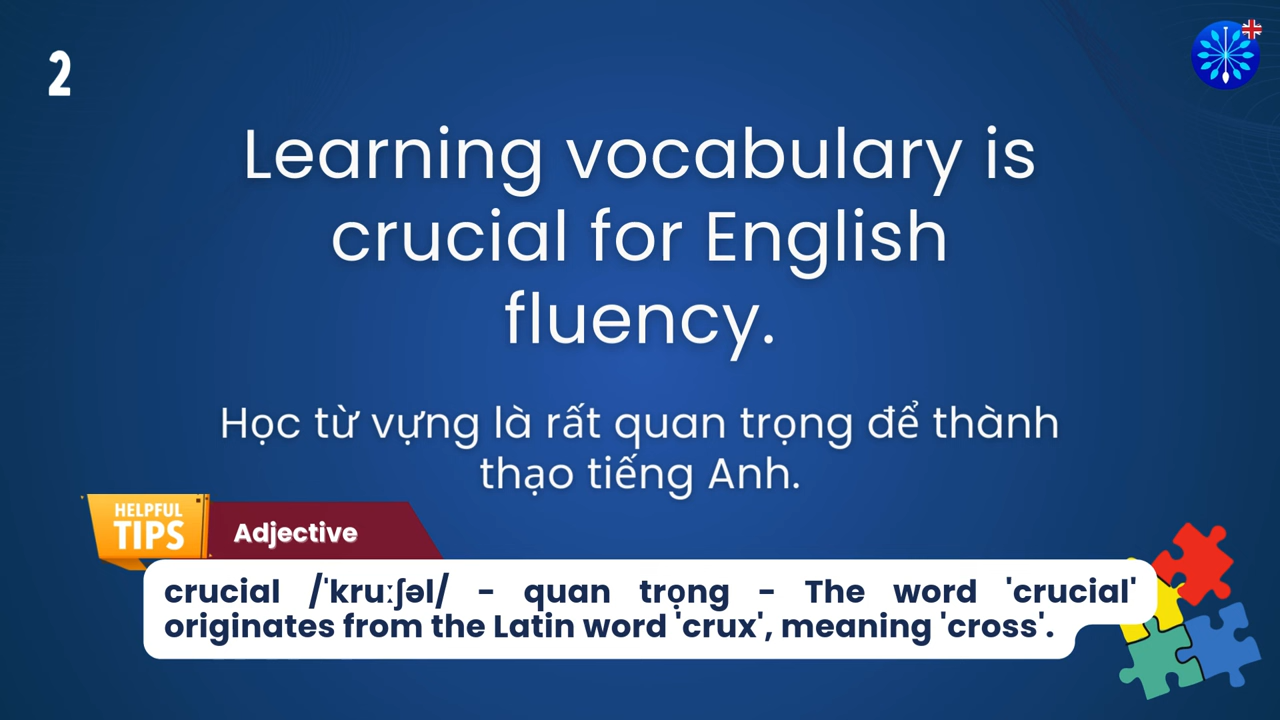 2
Learning vocabulary is
crucial for English
fluency.
Học từ vựng là rất quan trọng để thành
thạo tiếng Anh.
HELPFUL
TIPS
Adjective
crucial /ˈkruːʃəl/ - quan trọng - The word 'crucial'
originates from the Latin word 'crux', meaning 'cross'.